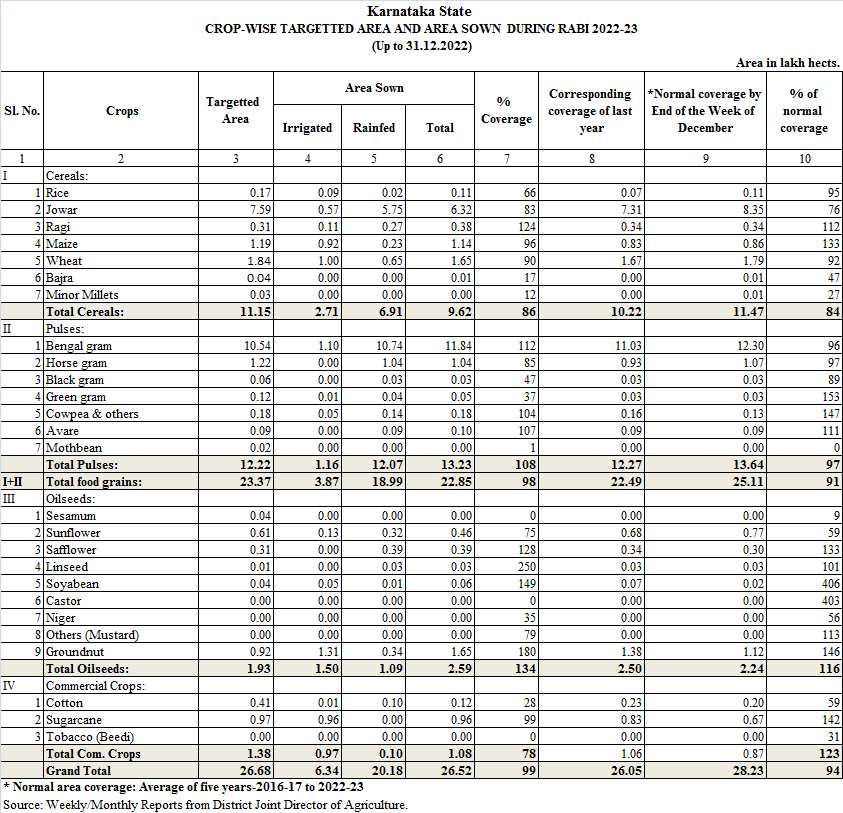 Karnataka State
CROP-WISE TARGETTED AREA AND AREA SOWN DURING RABI 2022-23
(Up to 31.12.2022)
Area in lakh hects.
Sl. No. Crops Targetted Area Area Sown % Coverage Corresponding coverage of last year *Normal coverage by End of the Week of December % of normal coverage
Irrigated Rainfed Total
1 2 3 4 5 6 7 8 9 10
I Cereals:
1 Rice 0.17 0.09 0.02 0.11 66 0.07 0.11 95
2 Jowar 7.59 0.57 5.75 6.32 83 7.31 8.35 76
3 Ragi 0.31 0.11 0.27 0.38 124 0.34 0.34 112
4 Maize 1.19 0.92 0.23 1.14 96 0.83 0.86 133
5 Wheat 1.84 1.00 0.65 1.65 90 1.67 1.79 92
6 Bajra 0.04 0.00 0.00 0.01 17 0.00 0.01 47
7 Minor Millets 0.03 0.00 0.00 0.00 12 0.00 0.01 27
Total Cereals: 11.15 2.71 6.91 9.62 86 10.22 11.47 84
II Pulses:
1 Bengal gram 10.54 1.10 10.74 11.84 112 11.03 12.30 96
2 Horse gram 1.22 0.00 1.04 1.04 85 0.93 1.07 97
3 Black gram 0.06 0.00 0.03 0.03 47 0.03 0.03 89
4 Green gram 0.12 0.01 0.04 0.05 37 0.03 0.03 153
5 Cowpea & others 0.18 0.05 0.14 0.18 104 0.16 0.13 147
6 Avare 0.09 0.00 0.09 0.10 107 0.09 0.09 111
7 Mothbean 0.02 0.00 0.00 0.00 1 0.00 0.00 0
Total Pulses: 12.22 1.16 12.07 13.23 108 12.27 13.64 97
I+II Total food grains: 23.37 3.87 18.99 22.85 98 22.49 25.11 91
III Oilseeds:
1 Sesamum 0.04 0.00 0.00 0.00 0 0.00 0.00 9
2 Sunflower 0.61 0.13 0.32 0.46 75 0.68 0.77 59
3 Safflower 0.31 0.00 0.39 0.39 128 0.34 0.30 133
4 Linseed 0.01 0.00 0.03 0.03 250 0.03 0.03 101
5 Soyabean 0.04 0.05 0.01 0.06 149 0.07 0.02 406
6 Castor 0.00 0.00 0.00 0.00 0 0.00 0.00 403
7 Niger 0.00 0.00 0.00 0.00 35 0.00 0.00 56
8 Others (Mustard) 0.00 0.00 0.00 0.00 79 0.00 0.00 113
9 Groundnut 0.92 1.31 0.34 1.65 180 1.38 1.12 146
Total Oilseeds: 1.93 1.50 1.09 2.59 134 2.50 2.24 116
IV Commercial Crops:
1 Cotton 0.41 0.01 0.10 0.12 28 0.23 0.20 59
2 Sugarcane 0.97 0.96 0.00 0.96 99 0.83 0.67 142
3 Tobacco (Beedi) 0.00 0.00 0.00 0.00 0 0.00 0.00 31
Total Com. Crops 1.38 0.97 0.10 1.08 78 1.06 0.87 123
Grand Total 26.68 6.34 20.18 26.52 99 26.05 28.23 94
* Normal area coverage: Average of five years-2016-17 to 2022-23
Source: Weekly/Monthly Reports from District Joint Director of Agriculture.